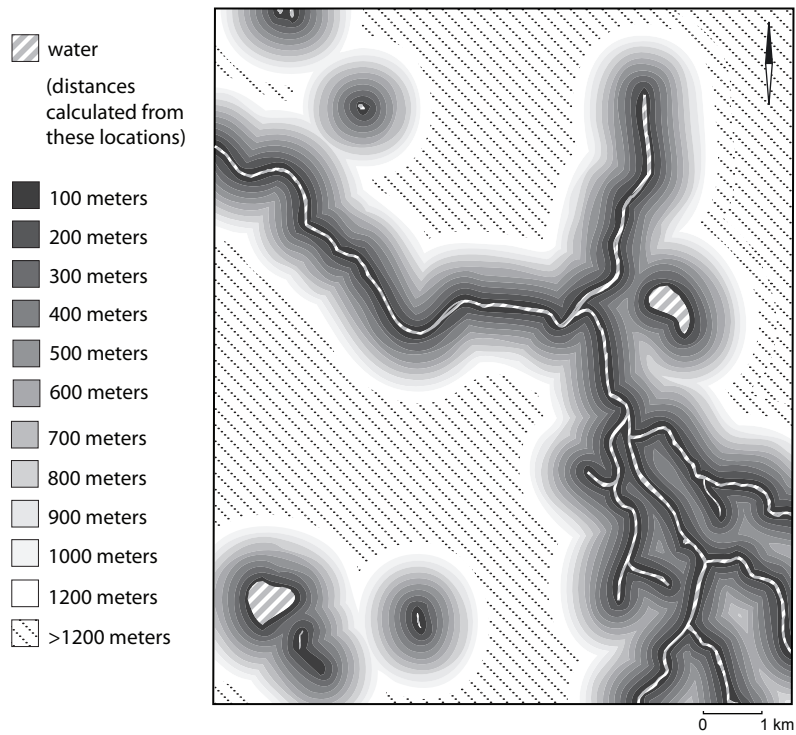 water
(distances
calculated from
these locations)
100 meters
200 meters
300 meters
400 meters
500 meters
600 meters
700 meters
800 meters
900 meters
1000 meters
1200 meters
>1200 meters
0 1 km